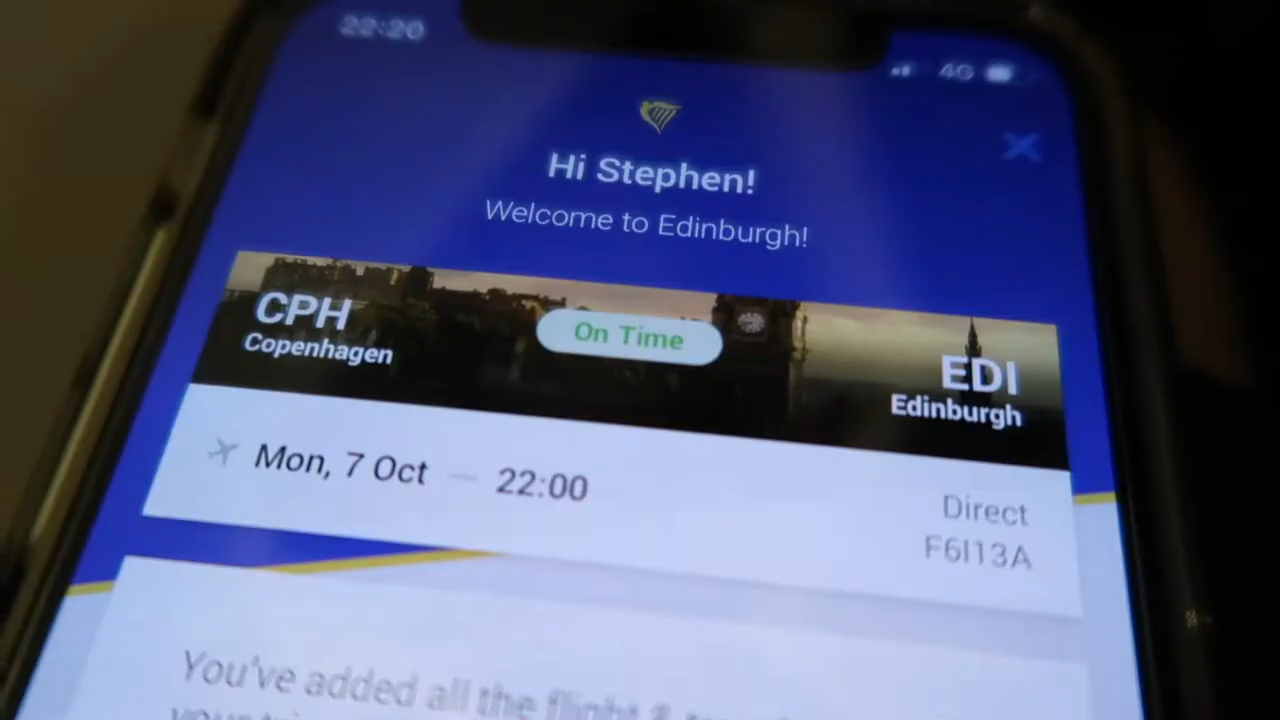 22:20
4G
Hi Stephen!
Welcome to Edinburgh!
CPH
Copenhagen
On Time
EDI
Edinburgh
Mon, 7 Oct — 22:00
Direct
F6I13A
You've added all the flight &